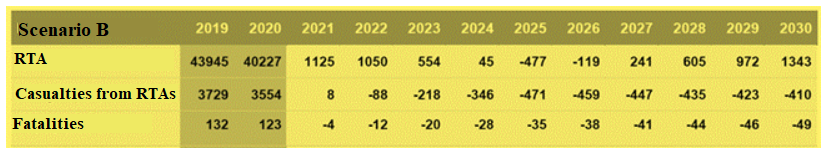 Scenario B 2019 2020 2021 2022 2023 2024 2025 2026 2027 2028 2029 2030
RTA 43945 40227 1125 1050 554 45 -477 -119 241 605 972 1343
Casualties from RTAs 3729 3554 8 -88 -218 -346 -471 -459 -447 -435 -423 -410
Fatalities 132 123 -4 -12 -20 -28 -35 -38 -41 -44 -46 -49